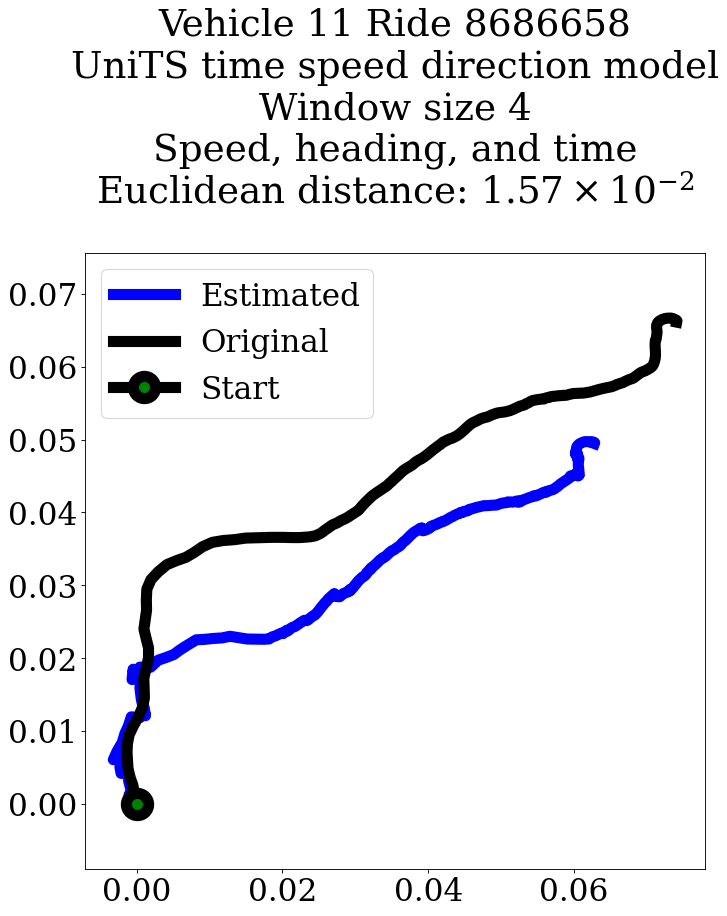 Vehicle 11 Ride 8686658
UniTS time speed direction model
Window size 4
Speed, heading, and time
Euclidean distance: 1.57 × 10⁻²
Estimated
Original
Start
0.07
0.06
0.05
0.04
0.03
0.02
0.01
0.00
0.00 0.02 0.04 0.06